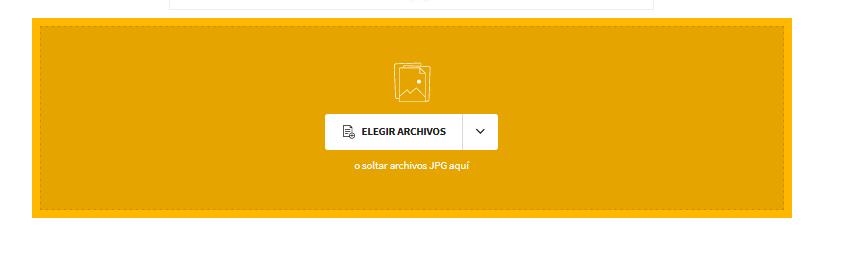 ELEGIR ARCHIVOS
o soltar archivos JPG aquí